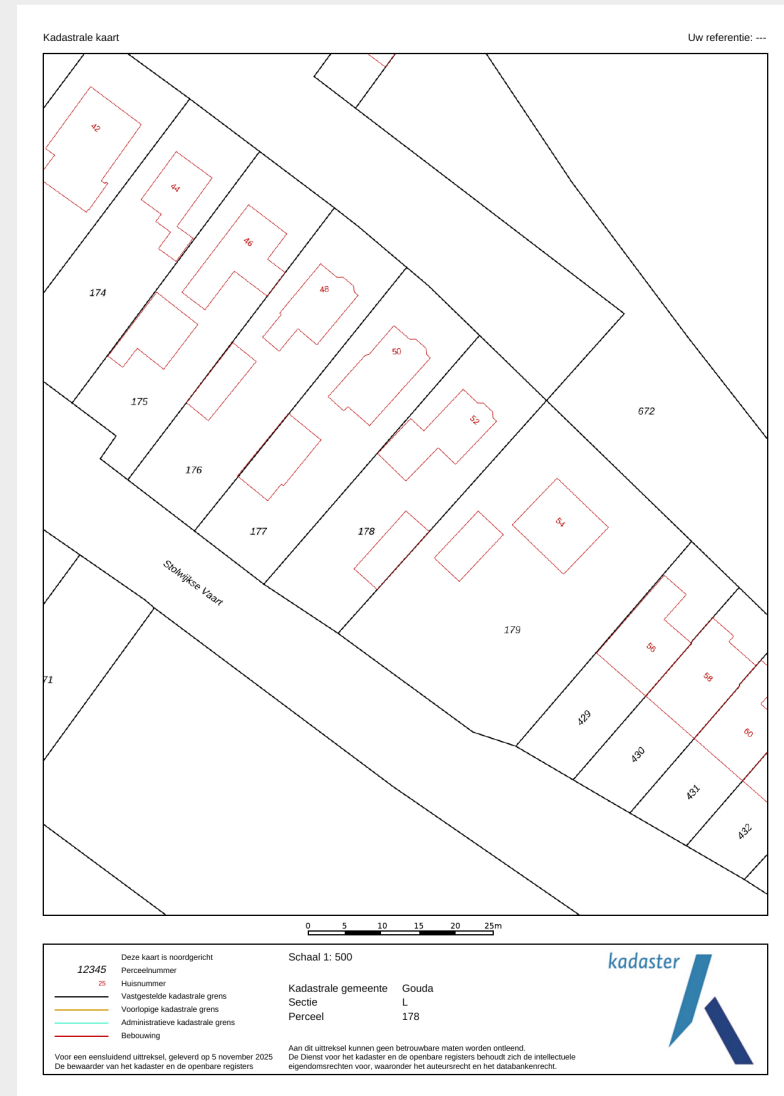 Kadastrale kaart
Uw referentie: ---
42
44
46
48
50
52
54
56
58
60
174
175
176
177
178
179
672
71
429
430
431
432
Stolwijkse Vaart
0 5 10 15 20 25m
Deze kaart is noordgericht
12345 Perceelnummer
25 Huisnummer
Vastgestelde kadastrale grens
Voorlopige kadastrale grens
Administratieve kadastrale grens
Bebouwing
Voor een eensluidend uittreksel, geleverd op 5 november 2025
De bewaarder van het kadaster en de openbare registers
Schaal 1: 500
Kadastrale gemeente Gouda
Sectie L
Perceel 178
Aan dit uittreksel kunnen geen betrouwbare maten worden ontleend.
De Dienst voor het kadaster en de openbare registers behoudt zich de intellectuele
eigendomsrechten voor, waaronder het auteursrecht en het databankenrecht.
kadaster